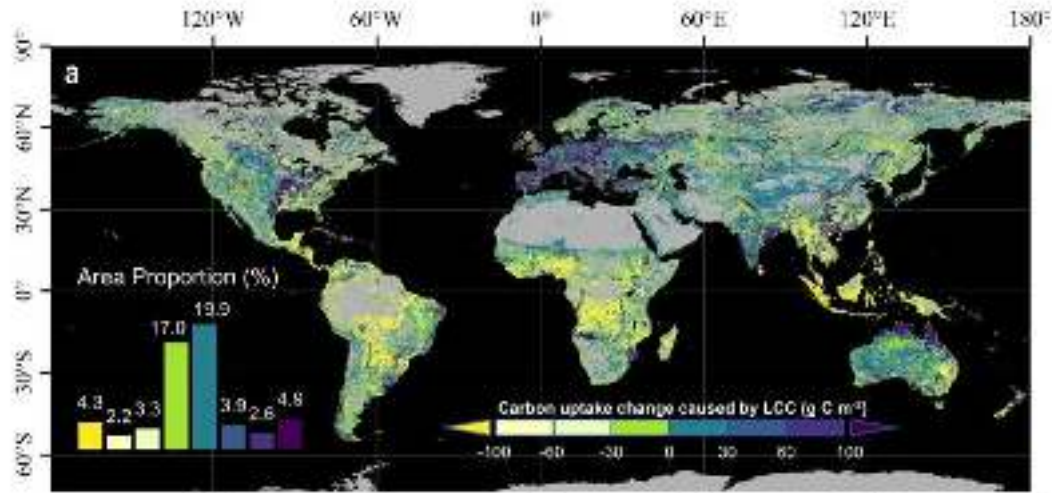 120°W 60°W 0° 60°E 120°E 180°
90°
a
60°N
30°N
0°
30°S
60°S
Area Proportion (%)
4.3 2.2 3.3 17.0 19.9 3.9 2.6 4.8
Carbon uptake change caused by LCC (g C m⁻²)
-100 -60 -30 0 30 60 100